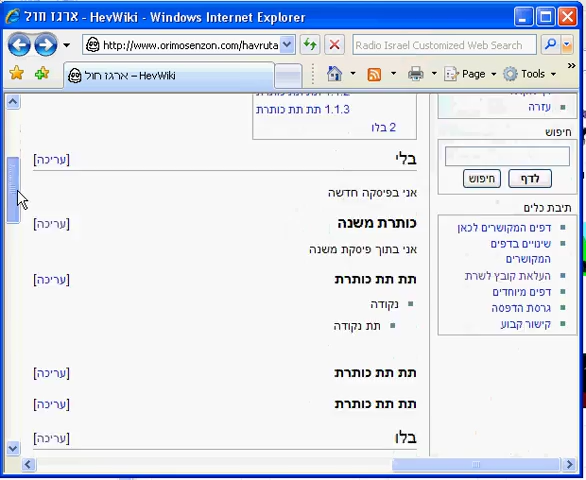 ארגז חול - HevWiki - Windows Internet Explorer
http://www.orimosenzon.com/havruta
Radio Israel Customized Web Search
ארגז חול – HevWiki
Page
Tools
1.1.3 תת תת כותרת
2 בלו
בלי
[עריכה]
אני בפיסקה חדשה
כותרת משנה
[עריכה]
אני בתוך פיסקת משנה
תת תת כותרת
[עריכה]
נקודה
תת נקודה
תת תת כותרת
[עריכה]
תת תת כותרת
[עריכה]
בלו
[עריכה]
עזרה
חיפוש
לדף
חיפוש
תיבת כלים
דפים המקושרים לכאן
שינויים בדפים
המקושרים
העלאת קובץ לשרת
דפים מיוחדים
גרסת הדפסה
קישור קבוע